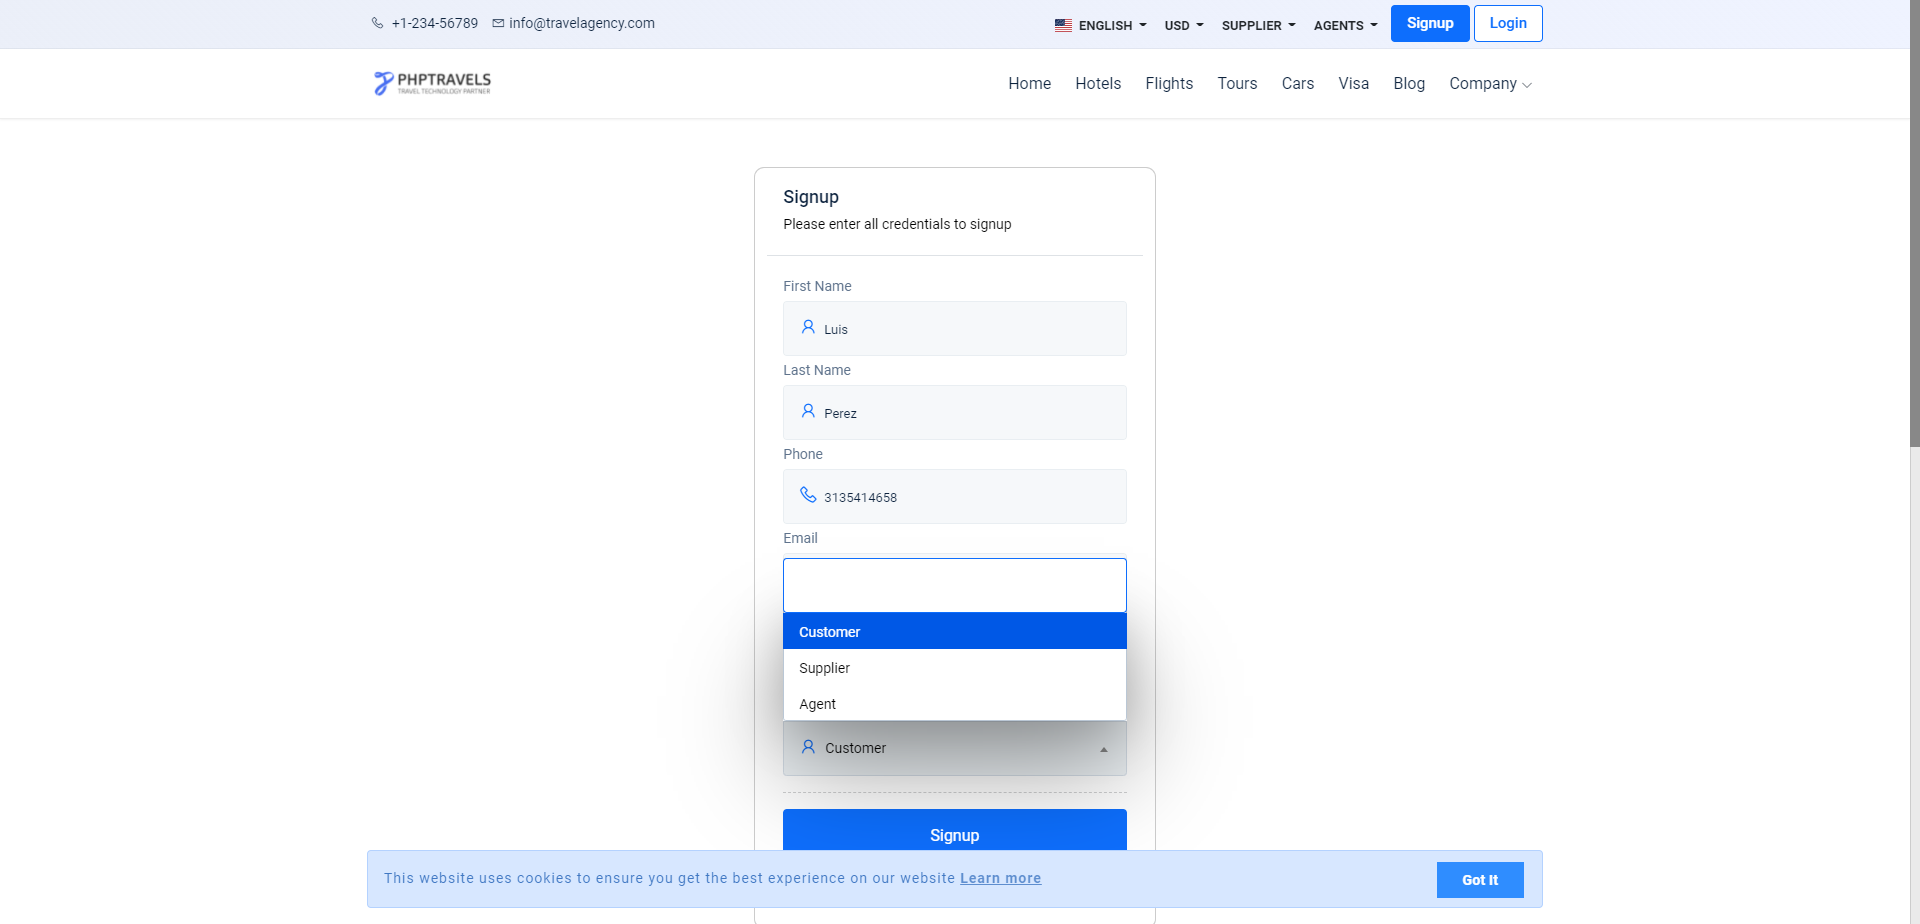 +1-234-56789 info@travelagency.com
ENGLISH USD SUPPLIER AGENTS Signup Login
PHPTRAVELS
TRAVEL TECHNOLOGY PARTNER
Home Hotels Flights Tours Cars Visa Blog Company
Signup
Please enter all credentials to signup
First Name
Luis
Last Name
Perez
Phone
3135414658
Email
Customer
Supplier
Agent
Customer
Signup
This website uses cookies to ensure you get the best experience on our website Learn more
Got It